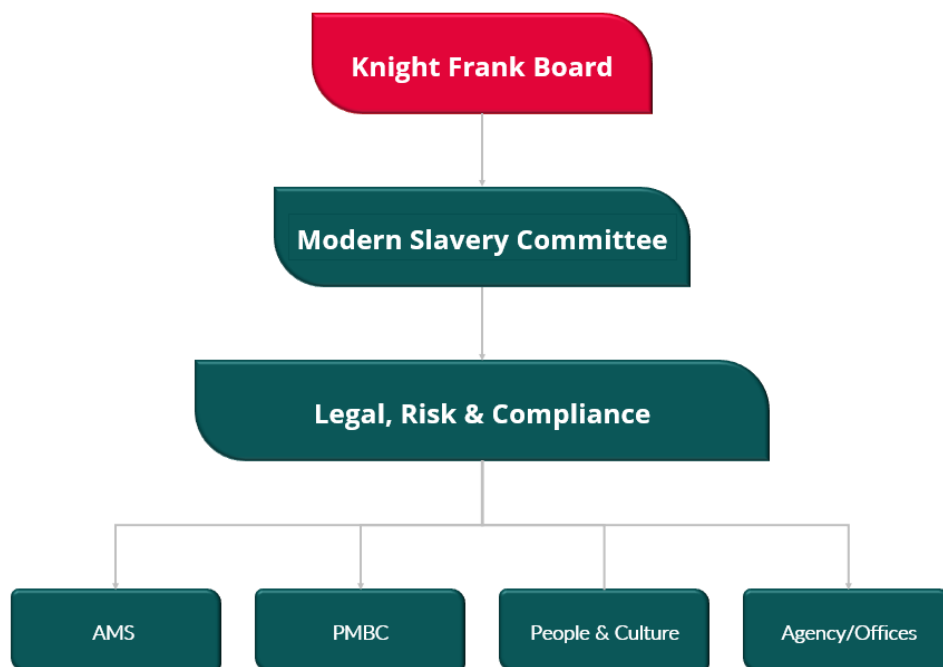 Knight Frank Board
Modern Slavery Committee
Legal, Risk & Compliance
AMS
PMBC
People & Culture
Agency/Offices